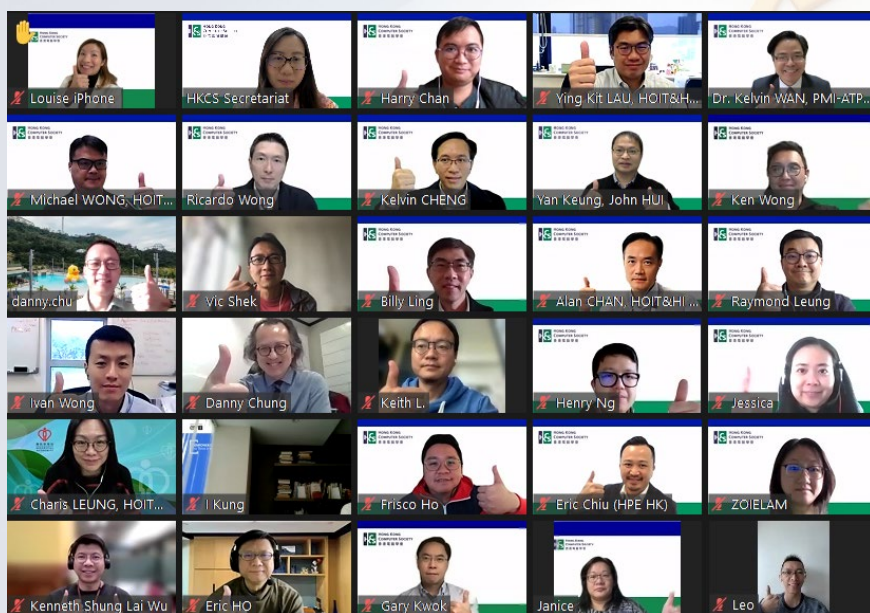 HONG KONG
COMPUTER SOCIETY
香港電腦學會
Louise iPhone
HKCS Secretariat
Harry Chan
Ying Kit LAU, HOIT&H...
Dr. Kelvin WAN, PMI-ATP...
Michael WONG, HOIT...
Ricardo Wong
Kelvin CHENG
Yan Keung, John HUI
Ken Wong
danny.chu
Vic Shek
Billy Ling
Alan CHAN, HOIT&HI ...
Raymond Leung
Ivan Wong
Danny Chung
Keith L.
Henry Ng
Jessica
Charis LEUNG, HOIT...
I Kung
Frisco Ho
Eric Chiu (HPE HK)
ZOIELAM
Kenneth Shung Lai Wu
Eric HO
Gary Kwok
Janice
Leo